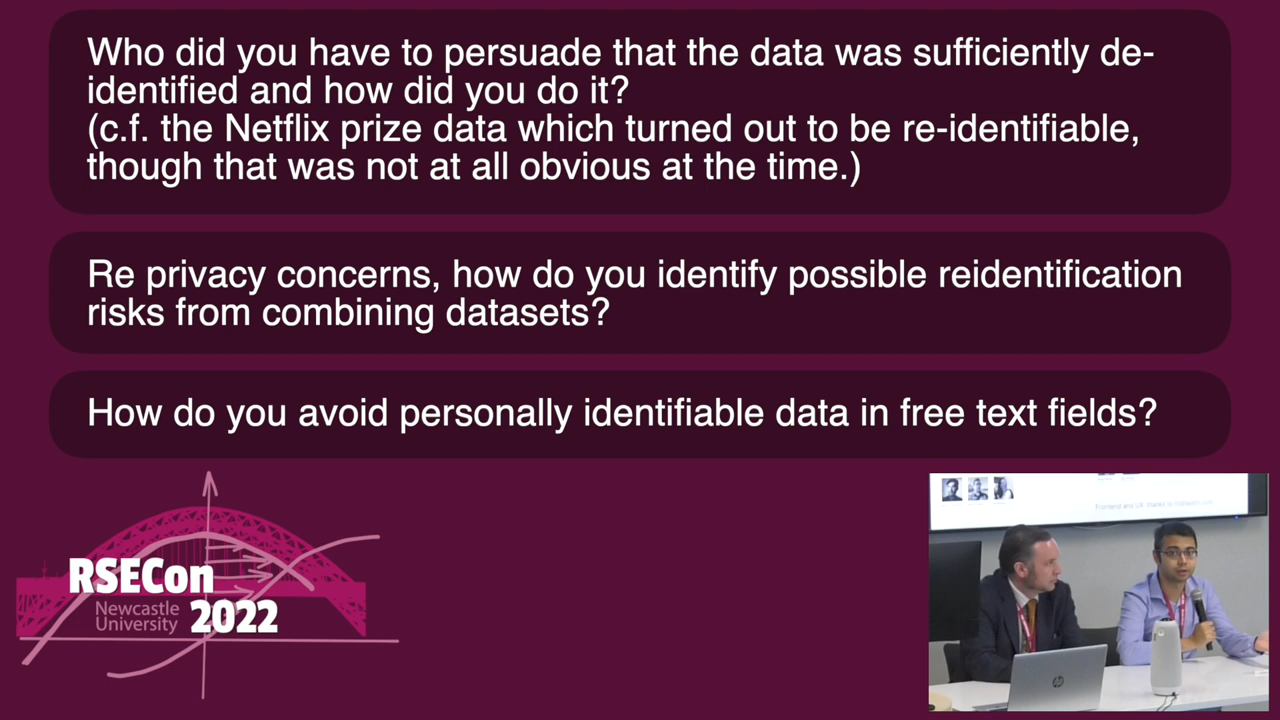 Who did you have to persuade that the data was sufficiently de-
identified and how did you do it?
(c.f. the Netflix prize data which turned out to be re-identifiable,
though that was not at all obvious at the time.)
Re privacy concerns, how do you identify possible reidentification
risks from combining datasets?
How do you avoid personally identifiable data in free text fields?
RSECon
Newcastle
University
2022
hp